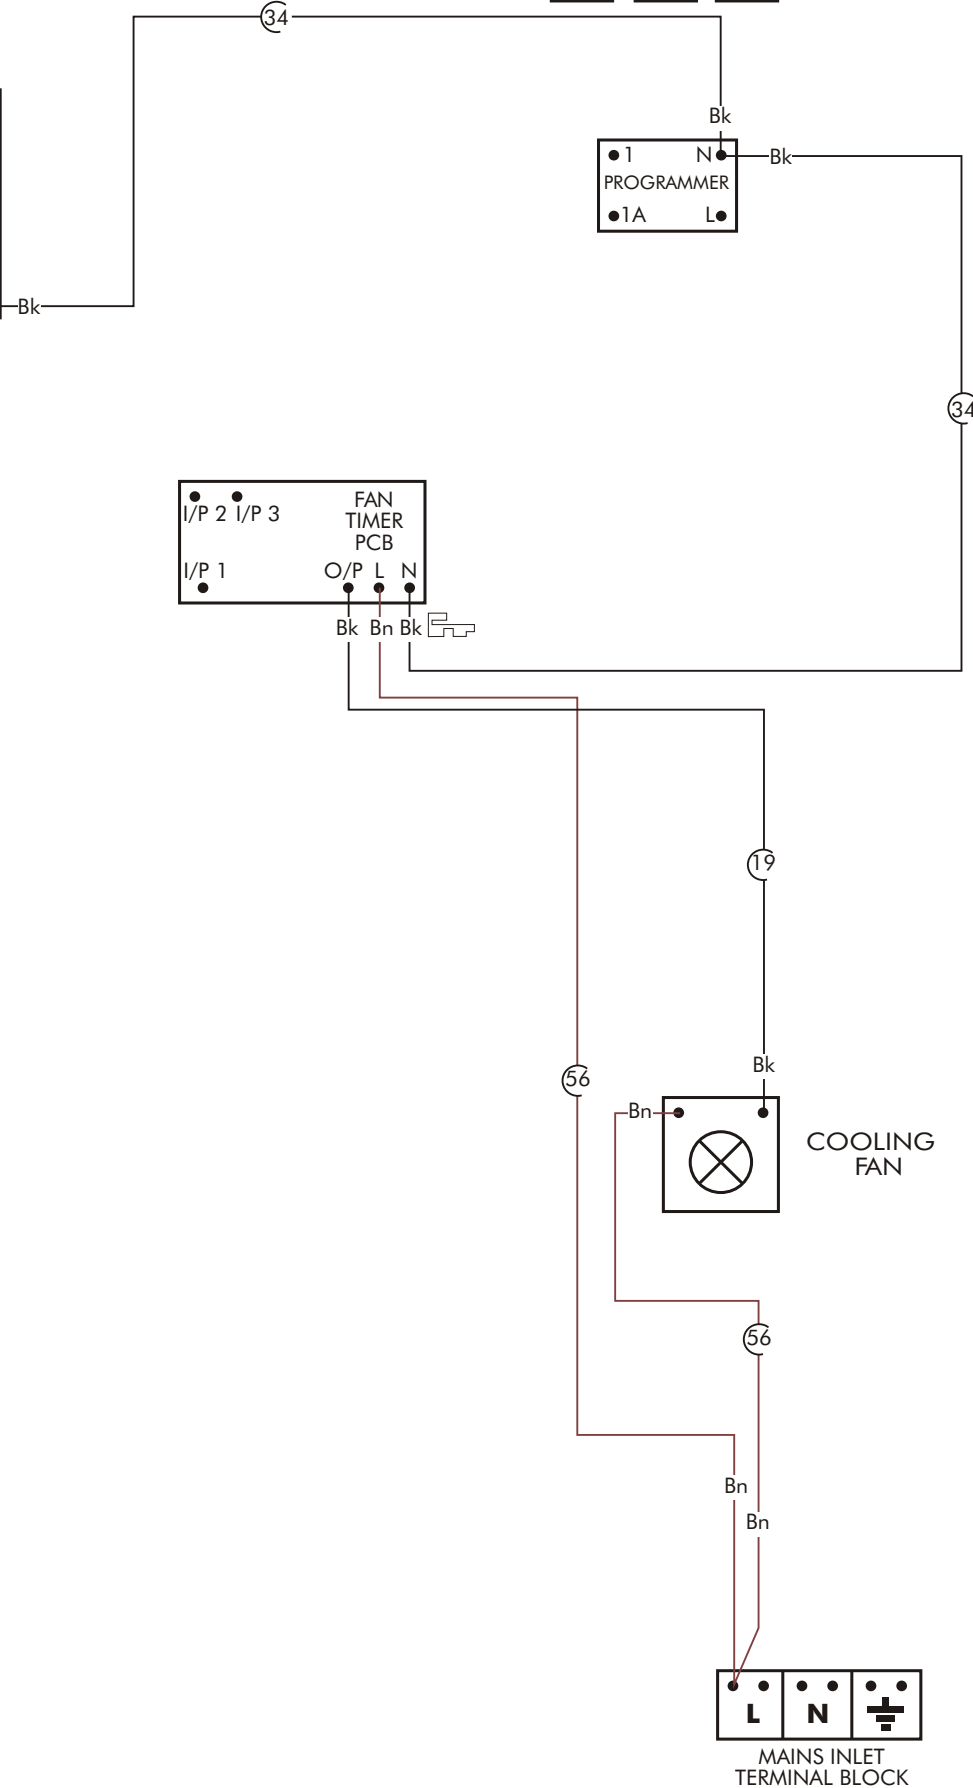 34
Bk
1 N
Bk
PROGRAMMER
1A L
Bk
34
I/P 2 I/P 3
FAN
TIMER
PCB
I/P 1
O/P L N
Bk Bn Bk
19
Bk
56
Bn
COOLING
FAN
56
Bn
Bn
L N
MAINS INLET
TERMINAL BLOCK